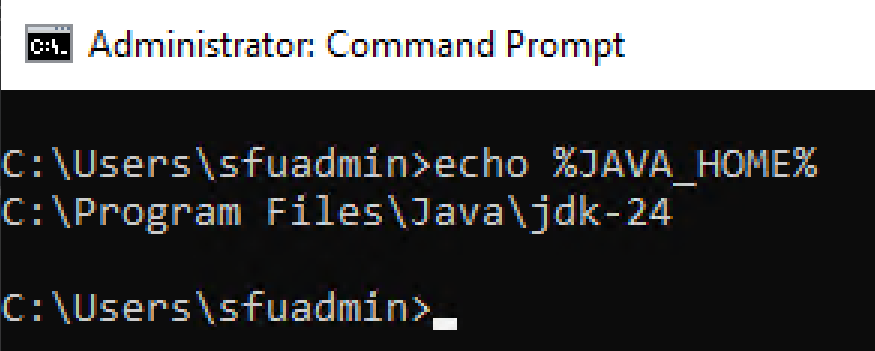 C:\. Administrator: Command Prompt
C:\Users\sfuadmin>echo %JAVA_HOME%
C:\Program Files\Java\jdk-24
C:\Users\sfuadmin>